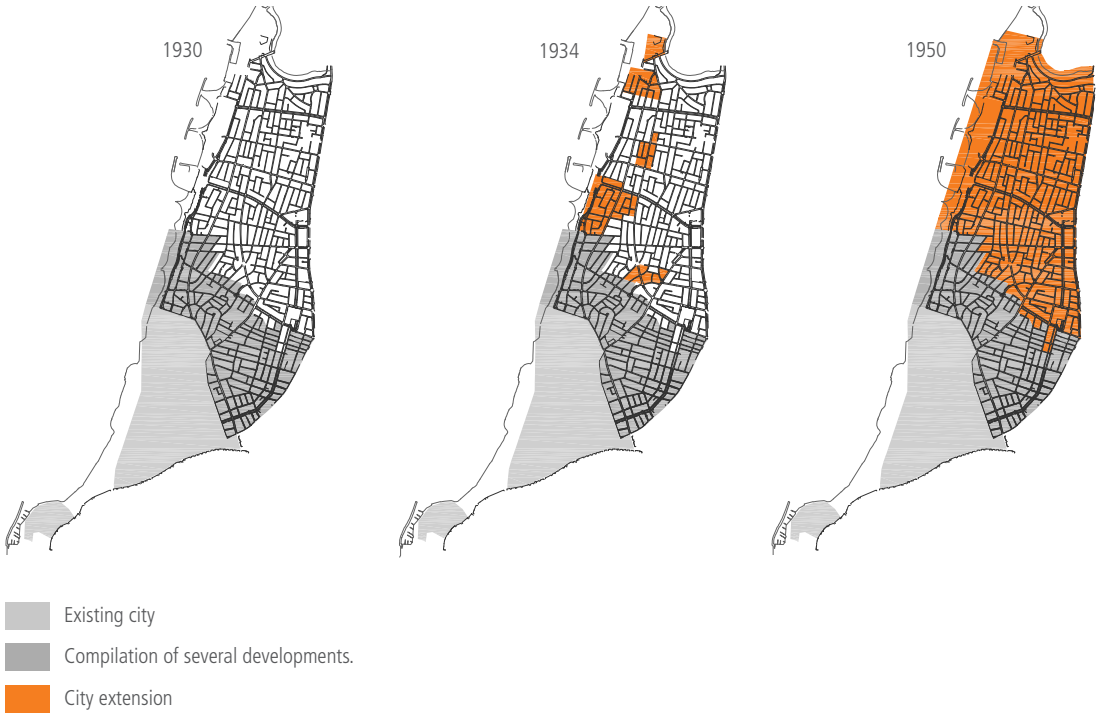 1930
1934
1950
Existing city
Compilation of several developments.
City extension